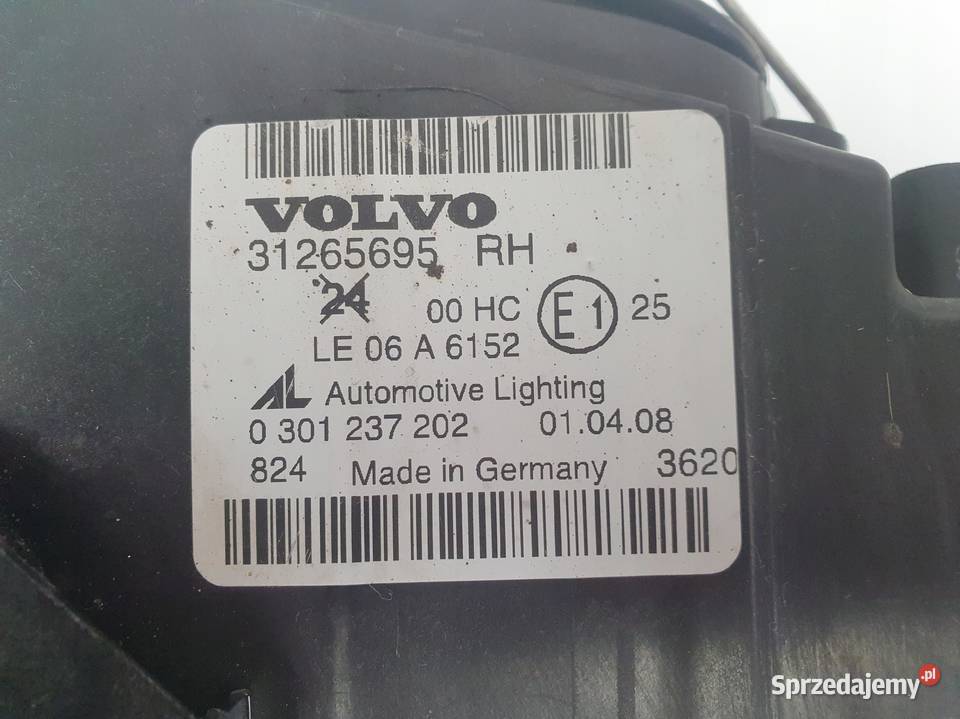 VOLVO
31265695 RH
24 00 HC E1 25
LE 06 A 6152
AL Automotive Lighting
0 301 237 202 01.04.08
824 Made in Germany 3620
Sprzedajemy.pl